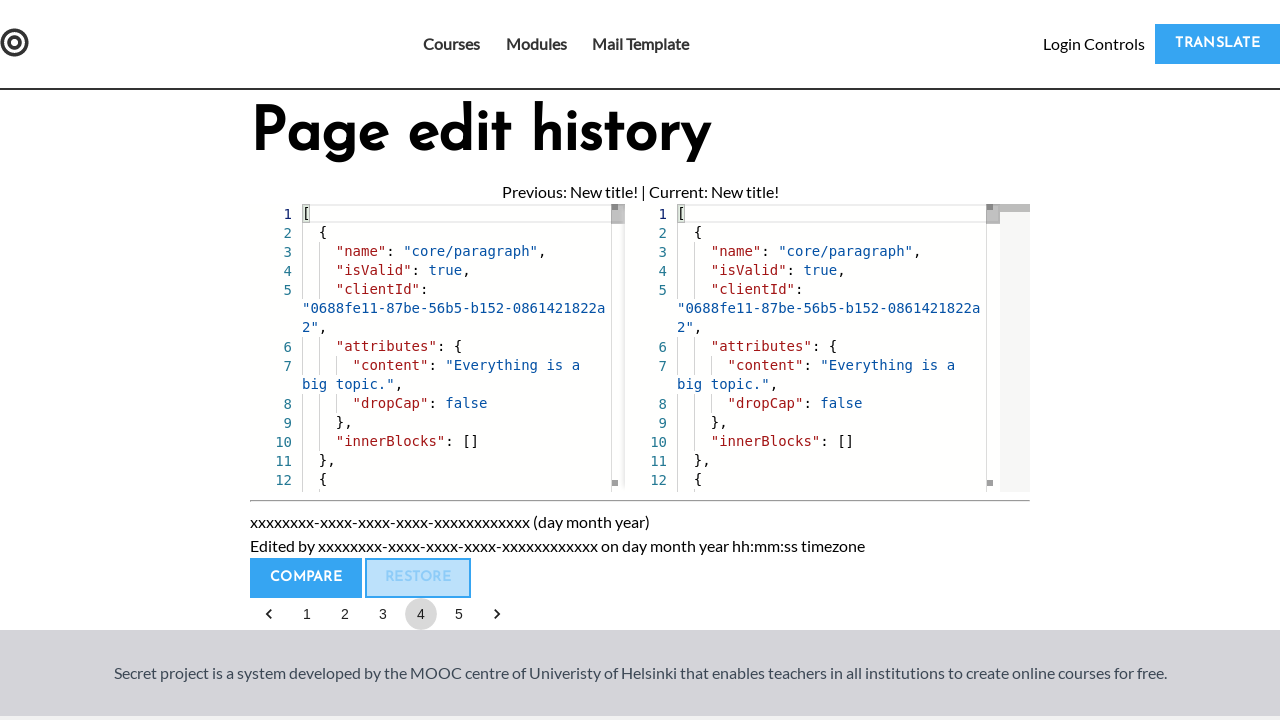 Courses Modules Mail Template Login Controls TRANSLATE
Page edit history
Previous: New title! | Current: New title!
1 [ 1 [
2 { 2 {
3 "name": "core/paragraph", 3 "name": "core/paragraph",
4 "isValid": true, 4 "isValid": true,
5 "clientId": 5 "clientId":
"0688fe11-87be-56b5-b152-0861421822a "0688fe11-87be-56b5-b152-0861421822a
2", 2",
6 "attributes": { 6 "attributes": {
7 "content": "Everything is a 7 "content": "Everything is a
big topic.", big topic.",
8 "dropCap": false 8 "dropCap": false
9 }, 9 },
10 "innerBlocks": [] 10 "innerBlocks": []
11 }, 11 },
12 { 12 {
xxxxxxxx-xxxx-xxxx-xxxx-xxxxxxxxxxxx (day month year)
Edited by xxxxxxxx-xxxx-xxxx-xxxx-xxxxxxxxxxxx on day month year hh:mm:ss timezone
COMPARE RESTORE
1 2 3 4 5
Secret project is a system developed by the MOOC centre of Univeristy of Helsinki that enables teachers in all institutions to create online courses for free.